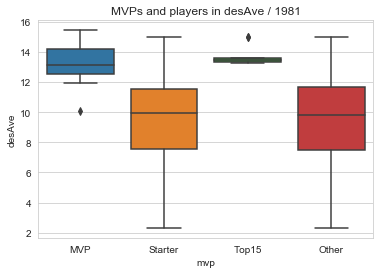 MVPs and players in desAve / 1981
16
14
12
10
8
6
4
2
desAve
MVP Starter Top15 Other
mvp